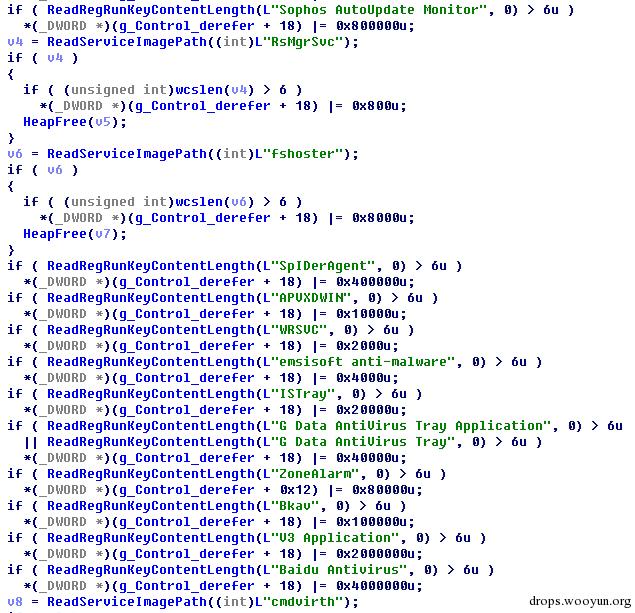 if ( ReadRegRunKeyContentLength(L"Sophos AutoUpdate Monitor", 0) > 6u )
*(_DWORD *)(g_Control_derefer + 18) |= 0x800000u;
v4 = ReadServiceImagePath((int)L"RsMgrSvc");
if ( v4 )
{
if ( (unsigned int)wcslen(v4) > 6 )
*(_DWORD *)(g_Control_derefer + 18) |= 0x800u;
HeapFree(v5);
}
v6 = ReadServiceImagePath((int)L"fshoster");
if ( v6 )
{
if ( (unsigned int)wcslen(v6) > 6 )
*(_DWORD *)(g_Control_derefer + 18) |= 0x8000u;
HeapFree(v7);
}
if ( ReadRegRunKeyContentLength(L"SpIDerAgent", 0) > 6u )
*(_DWORD *)(g_Control_derefer + 18) |= 0x400000u;
if ( ReadRegRunKeyContentLength(L"APVXDWIN", 0) > 6u )
*(_DWORD *)(g_Control_derefer + 18) |= 0x10000u;
if ( ReadRegRunKeyContentLength(L"WRSVC", 0) > 6u )
*(_DWORD *)(g_Control_derefer + 18) |= 0x2000u;
if ( ReadRegRunKeyContentLength(L"emsisoft anti-malware", 0) > 6u )
*(_DWORD *)(g_Control_derefer + 18) |= 0x4000u;
if ( ReadRegRunKeyContentLength(L"ISTray", 0) > 6u )
*(_DWORD *)(g_Control_derefer + 18) |= 0x20000u;
if ( ReadRegRunKeyContentLength(L"G Data AntiVirus Tray Application", 0) > 6u
|| ReadRegRunKeyContentLength(L"G Data AntiVirus Tray", 0) > 6u )
*(_DWORD *)(g_Control_derefer + 18) |= 0x40000u;
if ( ReadRegRunKeyContentLength(L"ZoneAlarm", 0) > 6u )
*(_DWORD *)(g_Control_derefer + 0x12) |= 0x80000u;
if ( ReadRegRunKeyContentLength(L"Bkav", 0) > 6u )
*(_DWORD *)(g_Control_derefer + 18) |= 0x100000u;
if ( ReadRegRunKeyContentLength(L"V3 Application", 0) > 6u )
*(_DWORD *)(g_Control_derefer + 18) |= 0x2000000u;
if ( ReadRegRunKeyContentLength(L"Baidu Antivirus", 0) > 6u )
*(_DWORD *)(g_Control_derefer + 18) |= 0x4000000u;
v8 = ReadServiceImagePath((int)L"cmdvirth");
drops.wooyun.org